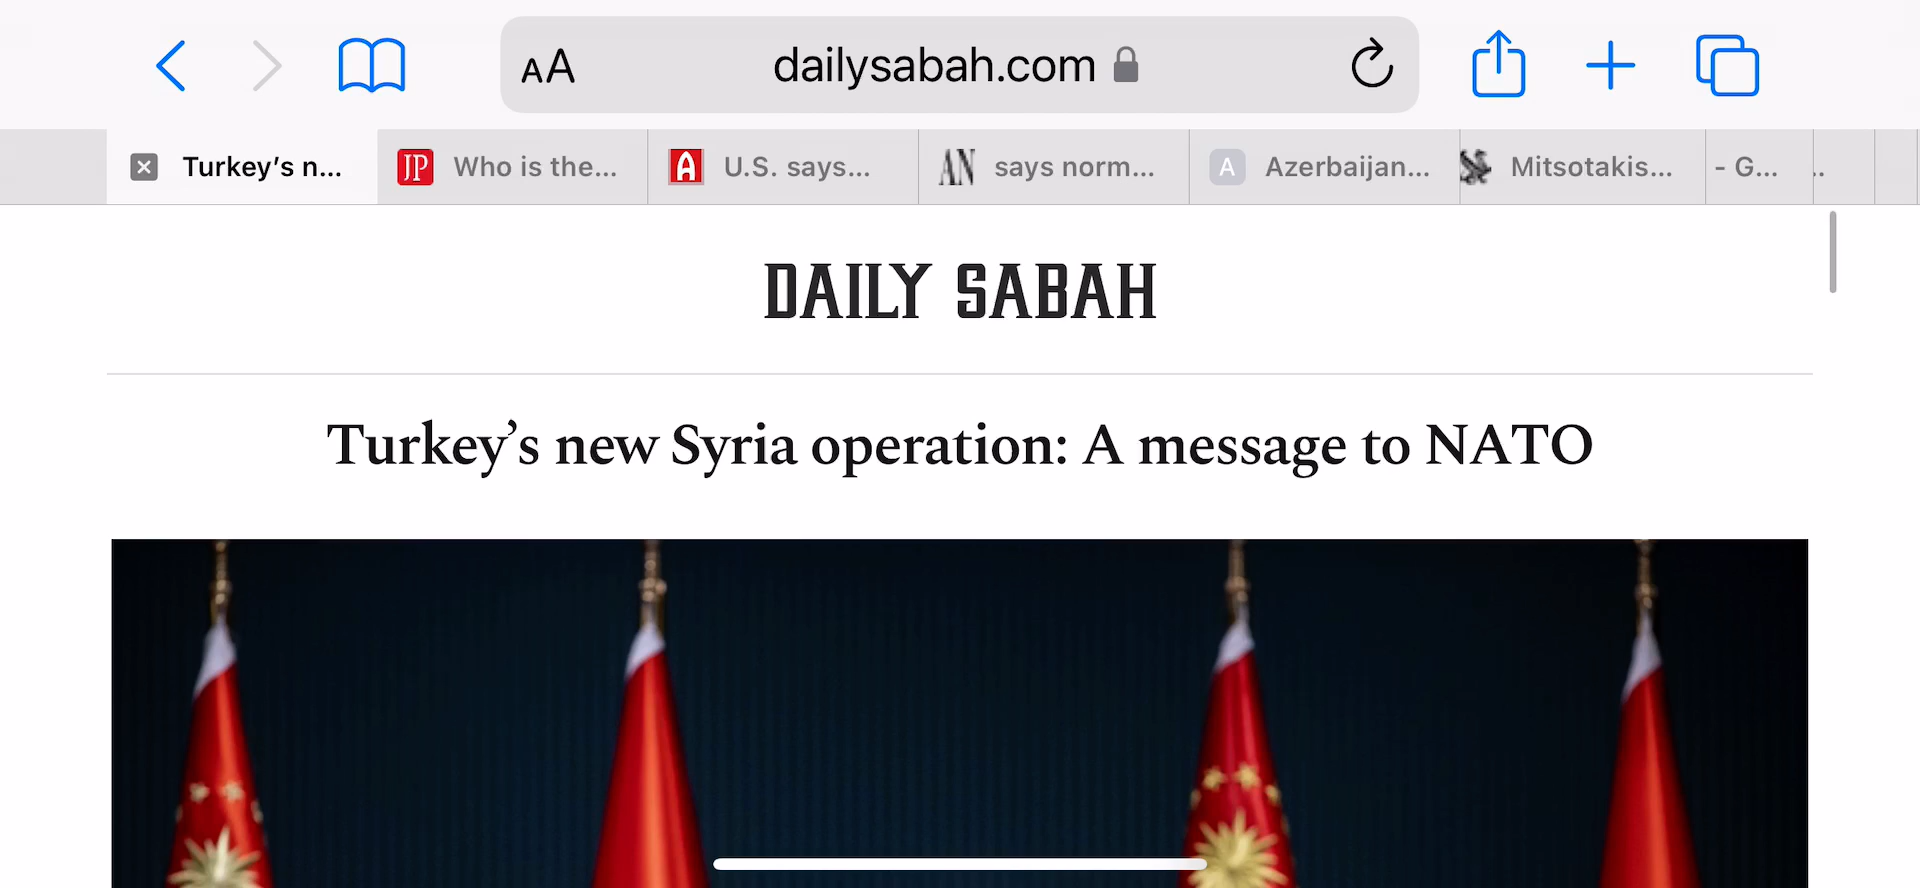 AA dailysabah.com
Turkey’s n... JP Who is the... A U.S. says... AN says norm... A Azerbaijan... Mitsotakis... - G... ..
DAILY SABAH
Turkey’s new Syria operation: A message to NATO